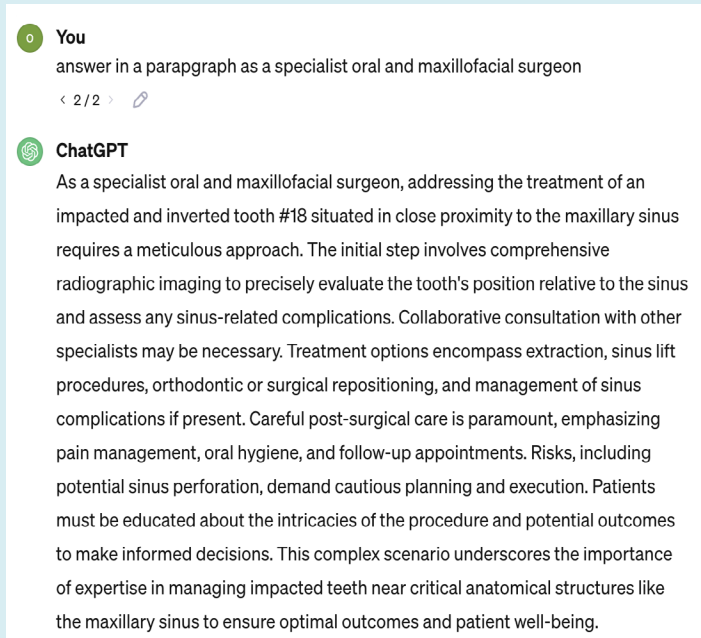 O
You
answer in a parapgraph as a specialist oral and maxillofacial surgeon
< 2 / 2 >
ChatGPT
As a specialist oral and maxillofacial surgeon, addressing the treatment of an
impacted and inverted tooth #18 situated in close proximity to the maxillary sinus
requires a meticulous approach. The initial step involves comprehensive
radiographic imaging to precisely evaluate the tooth's position relative to the sinus
and assess any sinus-related complications. Collaborative consultation with other
specialists may be necessary. Treatment options encompass extraction, sinus lift
procedures, orthodontic or surgical repositioning, and management of sinus
complications if present. Careful post-surgical care is paramount, emphasizing
pain management, oral hygiene, and follow-up appointments. Risks, including
potential sinus perforation, demand cautious planning and execution. Patients
must be educated about the intricacies of the procedure and potential outcomes
to make informed decisions. This complex scenario underscores the importance
of expertise in managing impacted teeth near critical anatomical structures like
the maxillary sinus to ensure optimal outcomes and patient well-being.